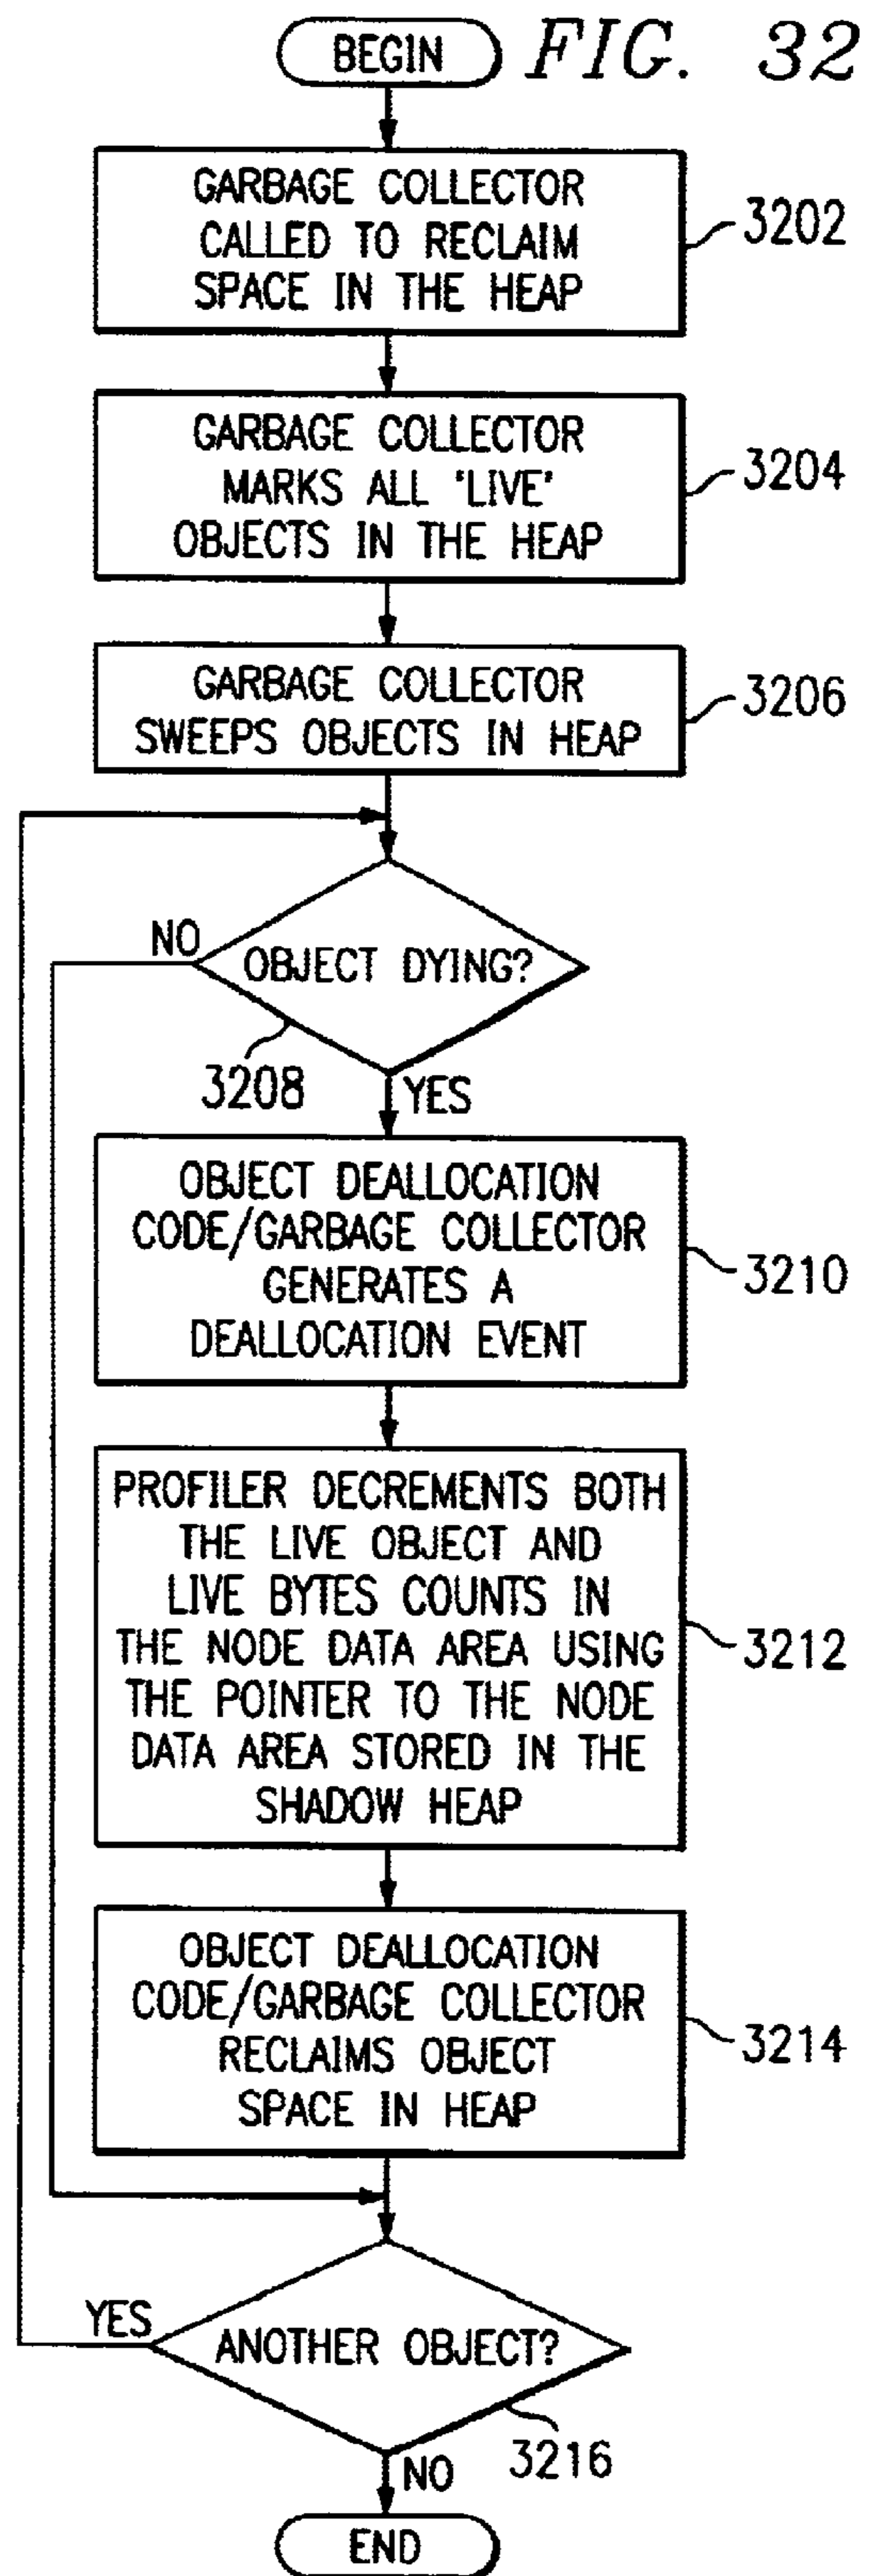 BEGIN
FIG. 32
GARBAGE COLLECTOR
CALLED TO RECLAIM
SPACE IN THE HEAP
3202
GARBAGE COLLECTOR
MARKS ALL 'LIVE'
OBJECTS IN THE HEAP
3204
GARBAGE COLLECTOR
SWEEPS OBJECTS IN HEAP
3206
NO
OBJECT DYING?
3208
YES
OBJECT DEALLOCATION
CODE/GARBAGE COLLECTOR
GENERATES A
DEALLOCATION EVENT
3210
PROFILER DECREMENTS BOTH
THE LIVE OBJECT AND
LIVE BYTES COUNTS IN
THE NODE DATA AREA USING
THE POINTER TO THE NODE
DATA AREA STORED IN THE
SHADOW HEAP
3212
OBJECT DEALLOCATION
CODE/GARBAGE COLLECTOR
RECLAIMS OBJECT
SPACE IN HEAP
3214
YES
ANOTHER OBJECT?
3216
NO
END